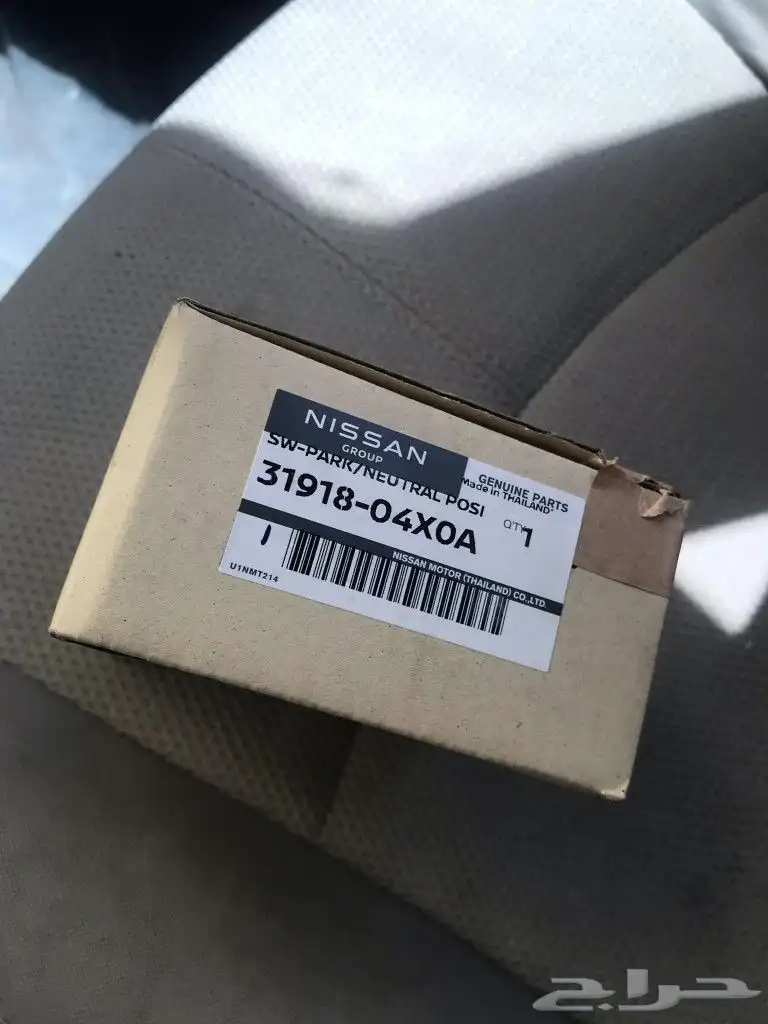 NISSAN
GROUP
SW-PARK/NEUTRAL POSI
GENUINE PARTS
Made in THAILAND
31918-04X0A
QTY 1
I
NISSAN MOTOR (THAILAND) CO.,LTD.
U1NMT214
حراج